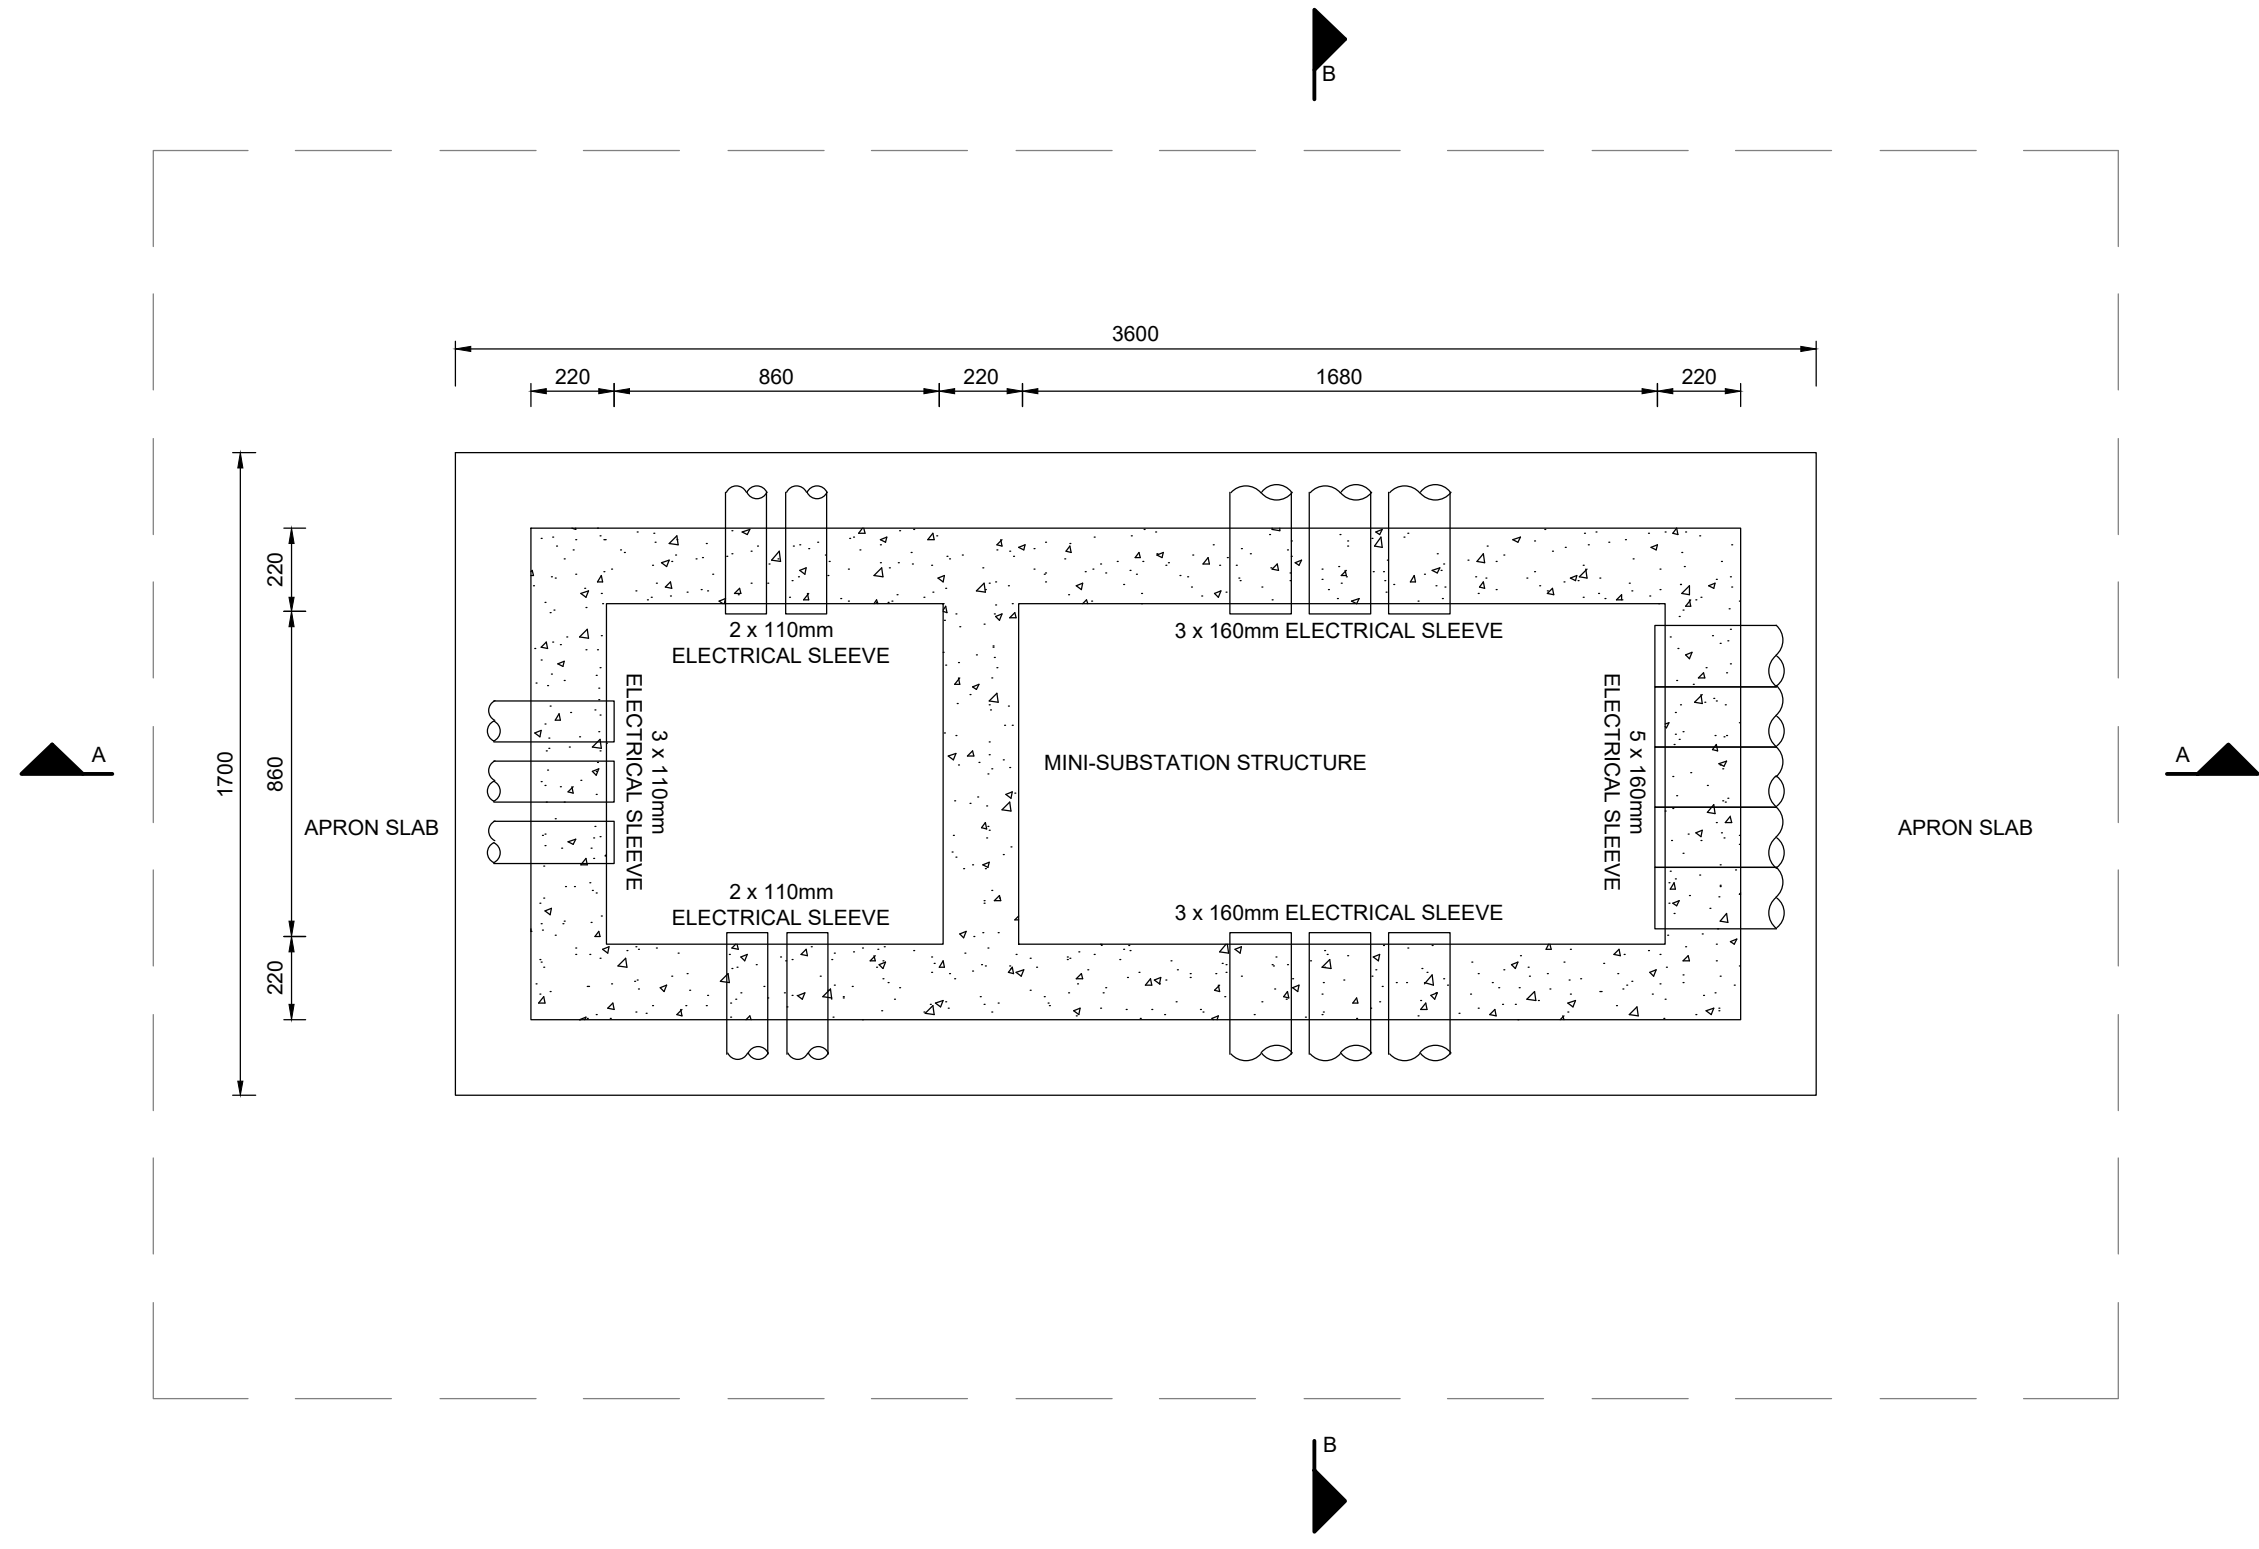 B
3600
220
860
220
1680
220
220
2 x 110mm
ELECTRICAL SLEEVE
3 x 160mm ELECTRICAL SLEEVE
3 x 110mm
ELECTRICAL SLEEVE
5 x 160mm
ELECTRICAL SLEEVE
A
1700
860
MINI-SUBSTATION STRUCTURE
A
APRON SLAB
APRON SLAB
2 x 110mm
ELECTRICAL SLEEVE
3 x 160mm ELECTRICAL SLEEVE
220
B